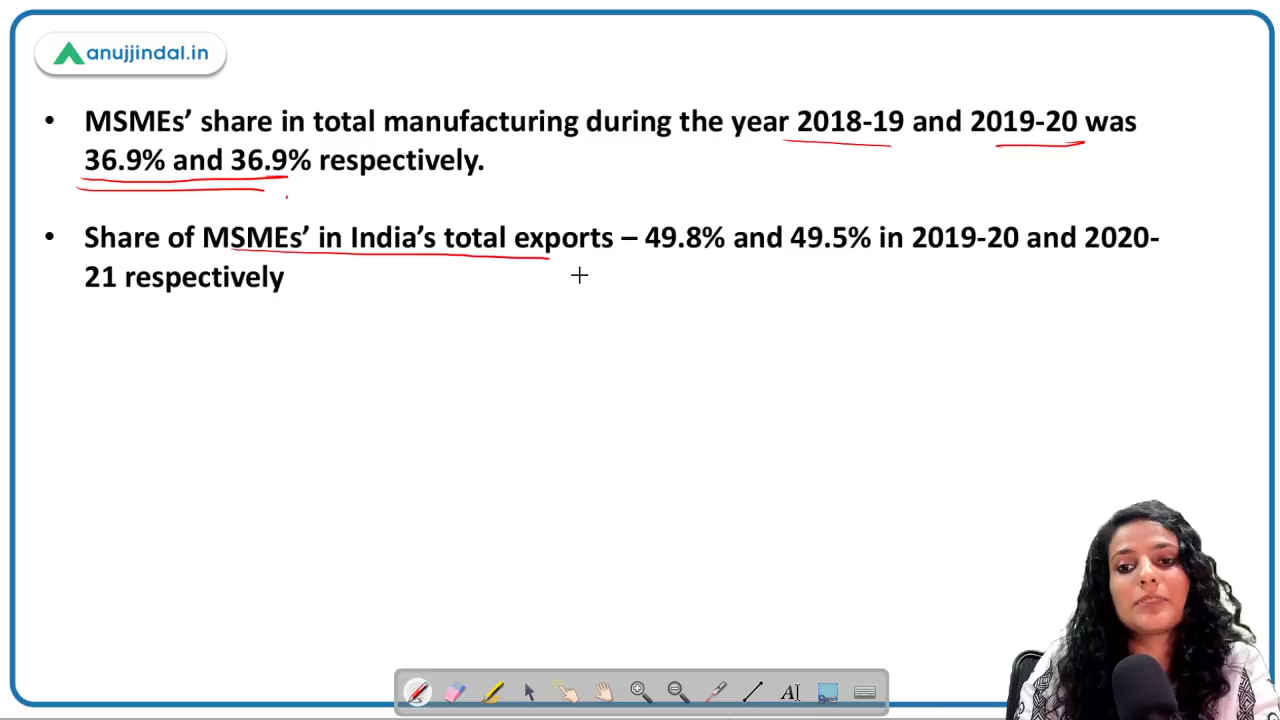 anujjindal.in
• MSMEs’ share in total manufacturing during the year 2018-19 and 2019-20 was
36.9% and 36.9% respectively.
• Share of MSMEs’ in India’s total exports – 49.8% and 49.5% in 2019-20 and 2020-
21 respectively
AI